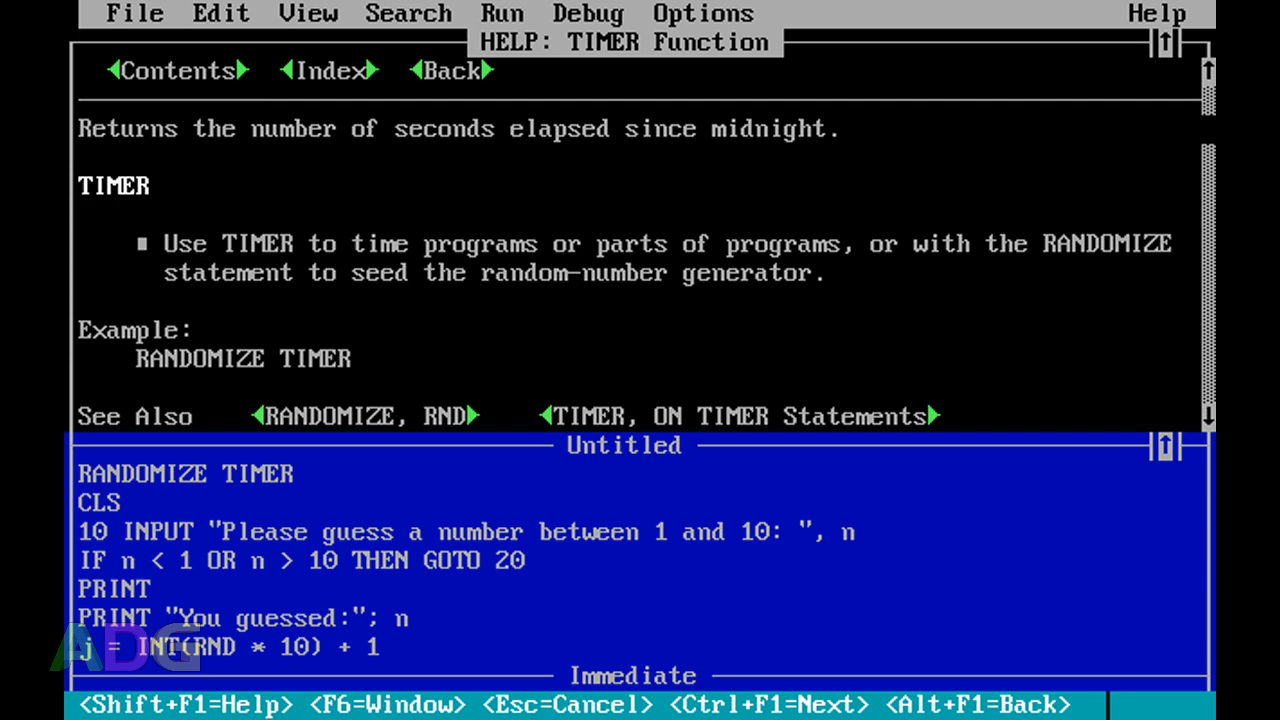 File Edit View Search Run Debug Options Help
HELP: TIMER Function
◄Contents► ◄Index► ◄Back►
Returns the number of seconds elapsed since midnight.
TIMER
■ Use TIMER to time programs or parts of programs, or with the RANDOMIZE
statement to seed the random-number generator.
Example:
RANDOMIZE TIMER
See Also ◄RANDOMIZE, RND► ◄TIMER, ON TIMER Statements►
Untitled
RANDOMIZE TIMER
CLS
10 INPUT "Please guess a number between 1 and 10: ", n
IF n < 1 OR n > 10 THEN GOTO 20
PRINT
PRINT "You guessed:"; n
j = INT(RND * 10) + 1
ADG
Immediate
<Shift+F1=Help> <F6=Window> <Esc=Cancel> <Ctrl+F1=Next> <Alt+F1=Back>